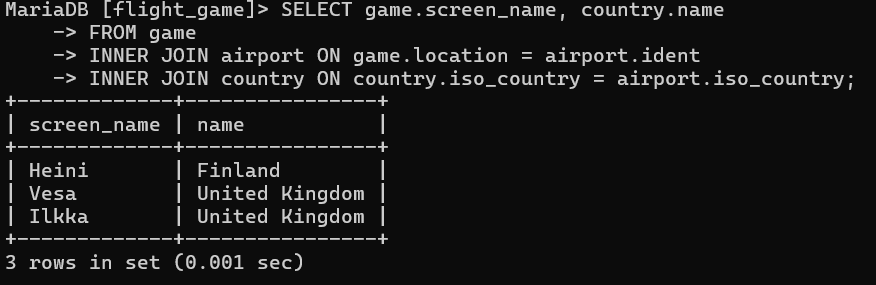 MariaDB [flight_game]> SELECT game.screen_name, country.name
    -> FROM game
    -> INNER JOIN airport ON game.location = airport.ident
    -> INNER JOIN country ON country.iso_country = airport.iso_country;
+-------------+----------------+
| screen_name | name           |
+-------------+----------------+
| Heini       | Finland        |
| Vesa        | United Kingdom |
| Ilkka       | United Kingdom |
+-------------+----------------+
3 rows in set (0.001 sec)